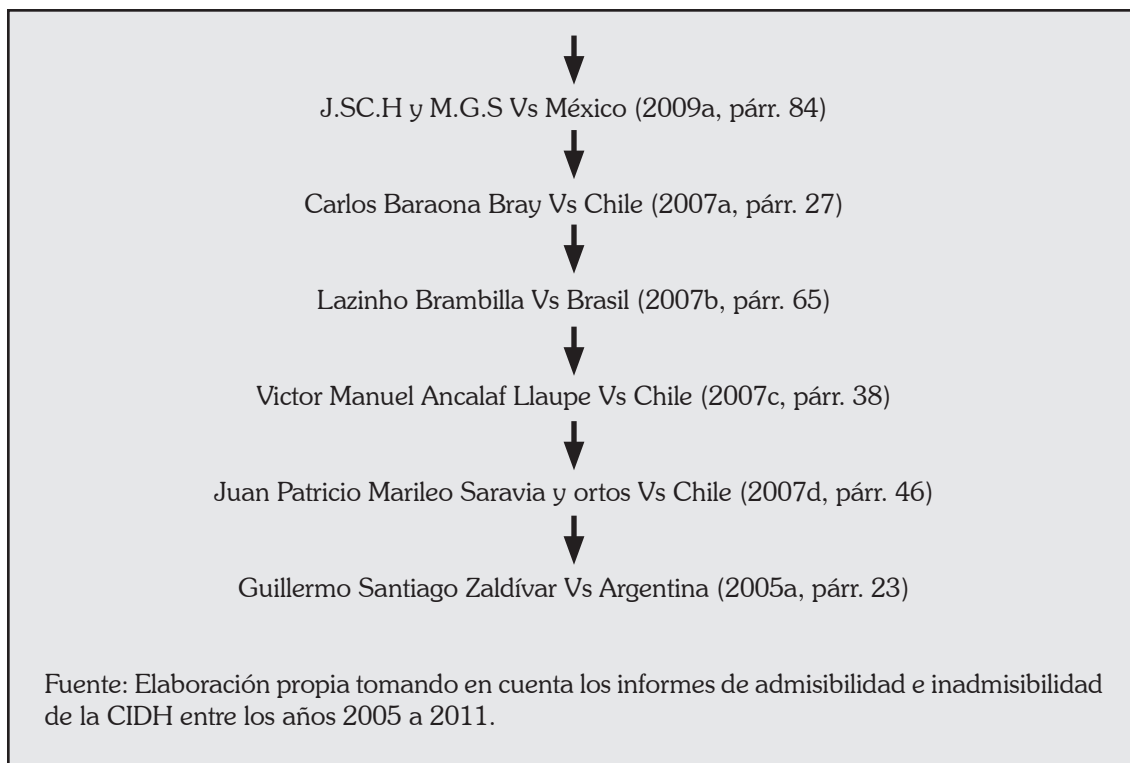 J.SC.H y M.G.S Vs México (2009a, párr. 84)
Carlos Baraona Bray Vs Chile (2007a, párr. 27)
Lazinho Brambilla Vs Brasil (2007b, párr. 65)
Victor Manuel Ancalaf Llaupe Vs Chile (2007c, párr. 38)
Juan Patricio Marileo Saravia y ortos Vs Chile (2007d, párr. 46)
Guillermo Santiago Zaldívar Vs Argentina (2005a, párr. 23)
Fuente: Elaboración propia tomando en cuenta los informes de admisibilidad e inadmisibilidad
de la CIDH entre los años 2005 a 2011.